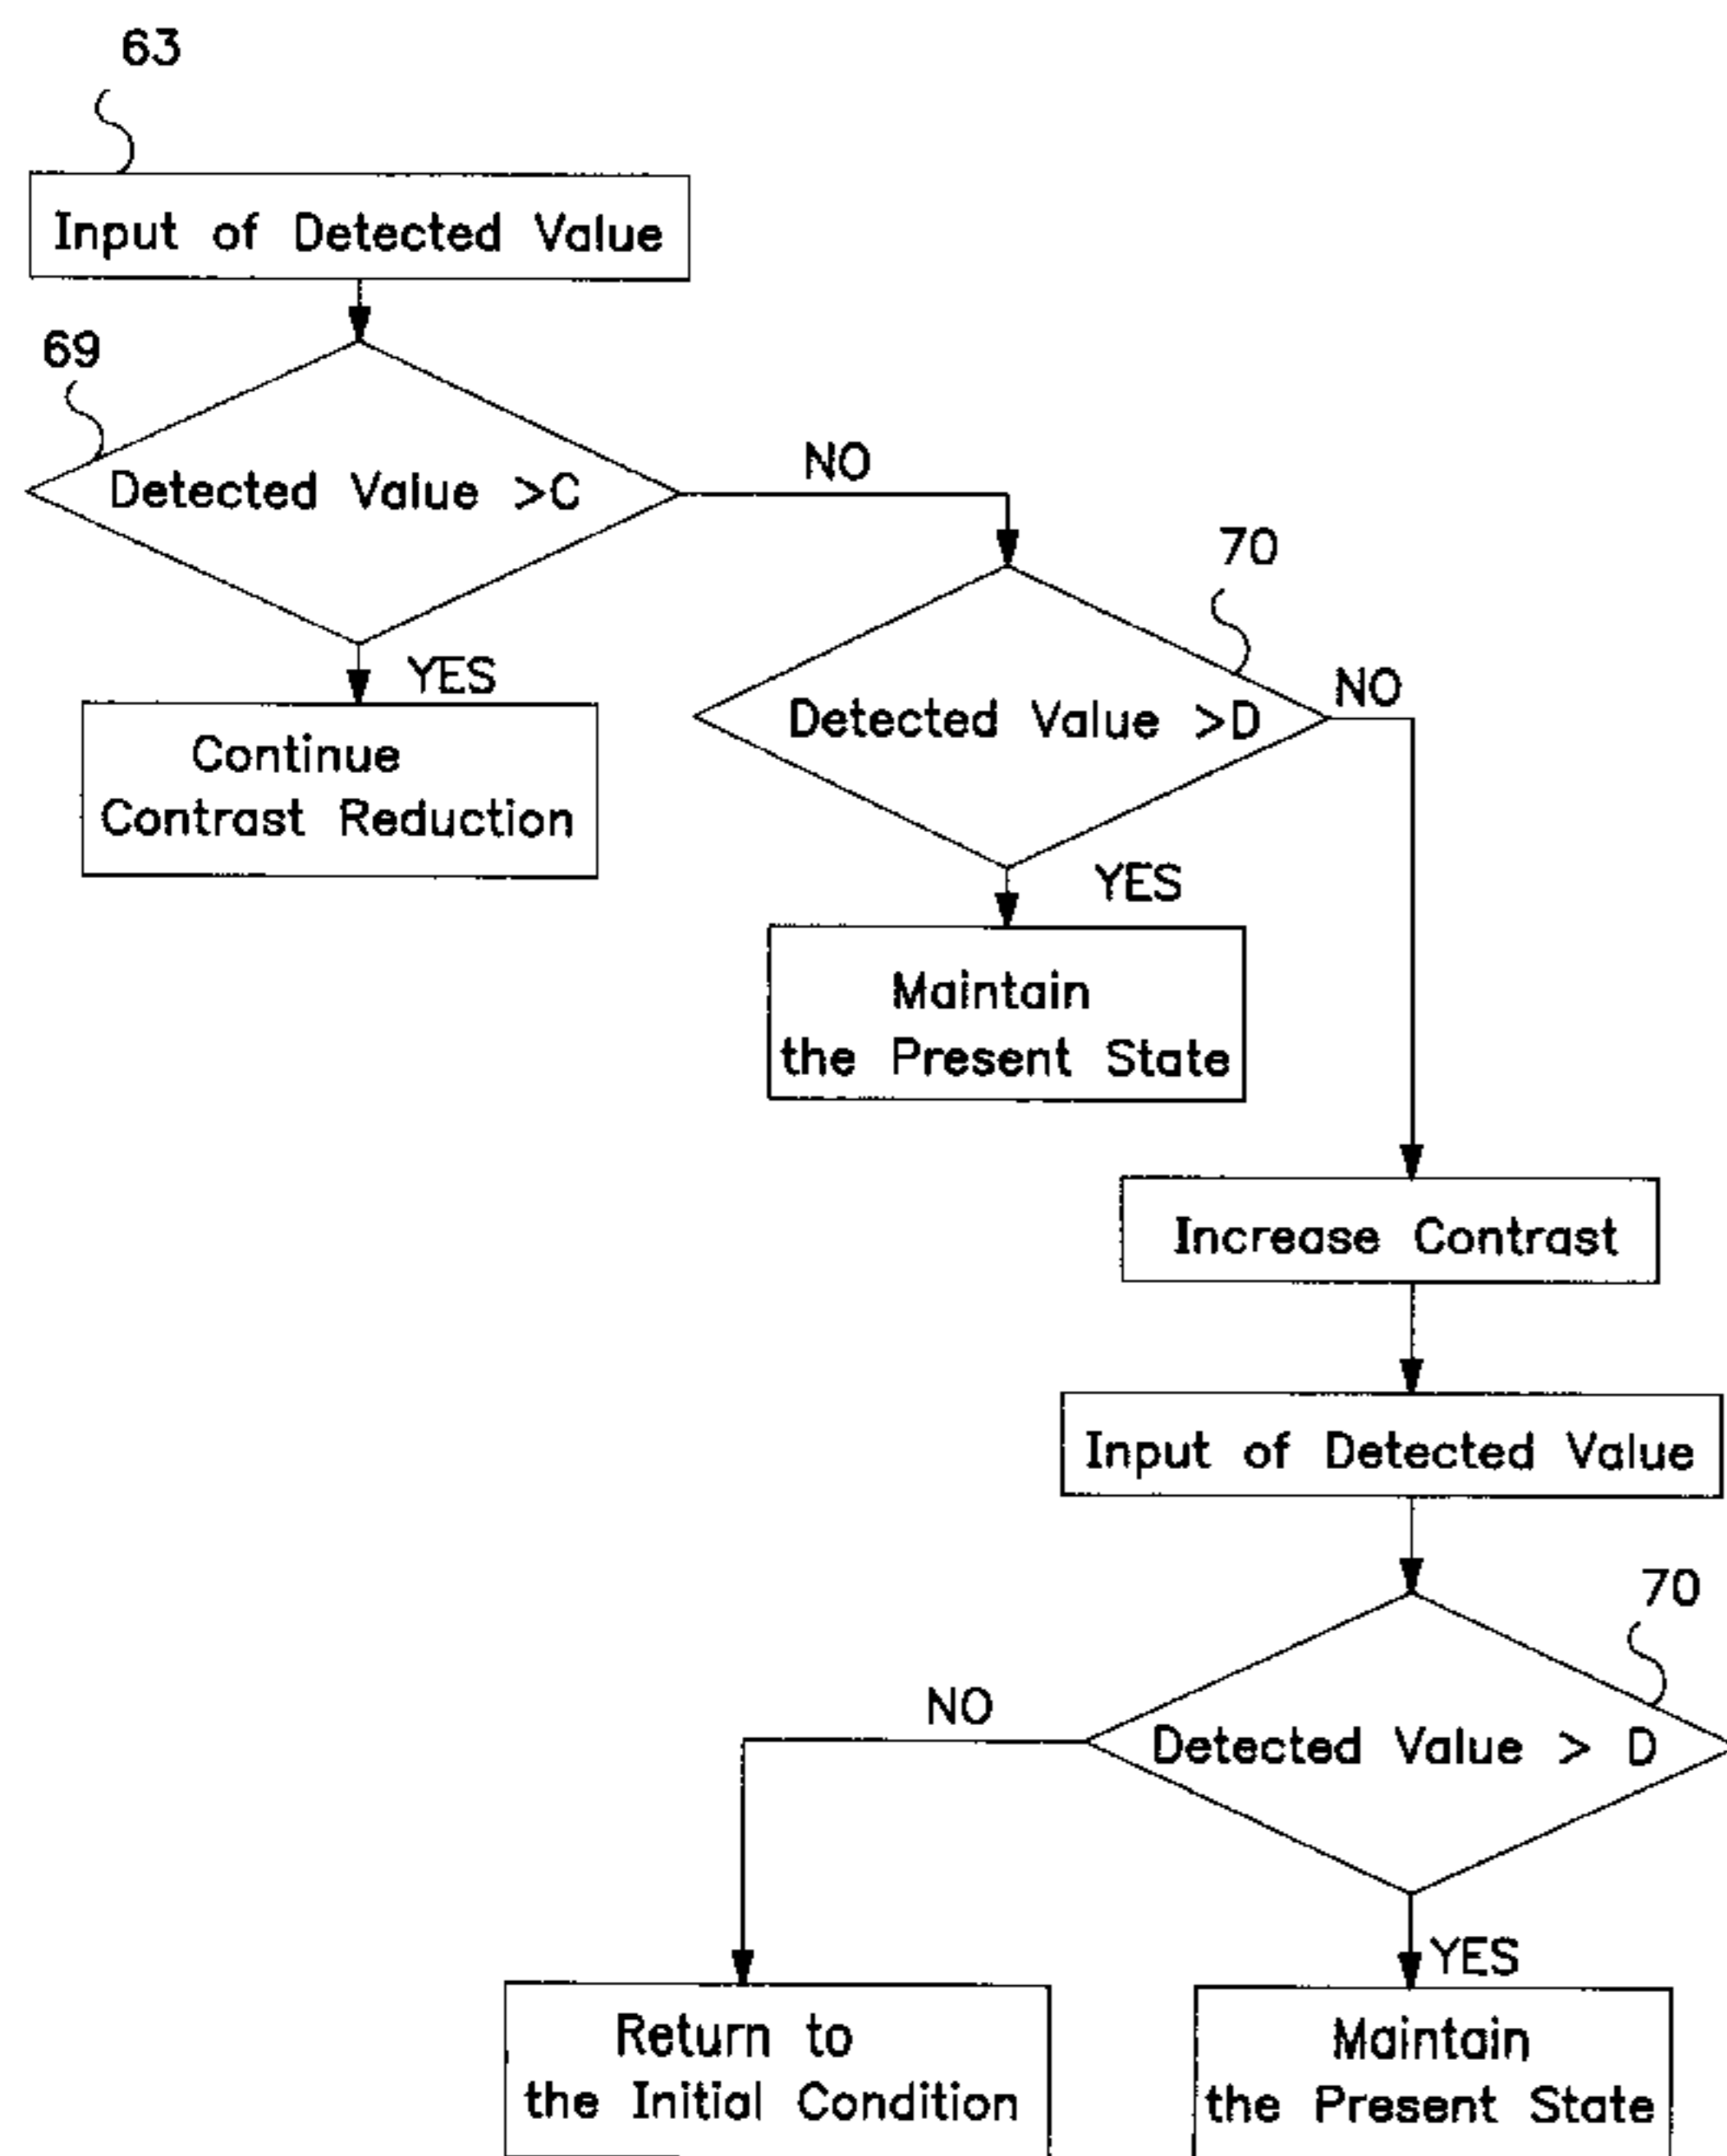 63
Input of Detected Value
69
Detected Value >C
NO
YES
Continue
Contrast Reduction
70
Detected Value >D
NO
YES
Maintain
the Present State
Increase Contrast
Input of Detected Value
70
Detected Value > D
NO
YES
Return to
the Initial Condition
Maintain
the Present State